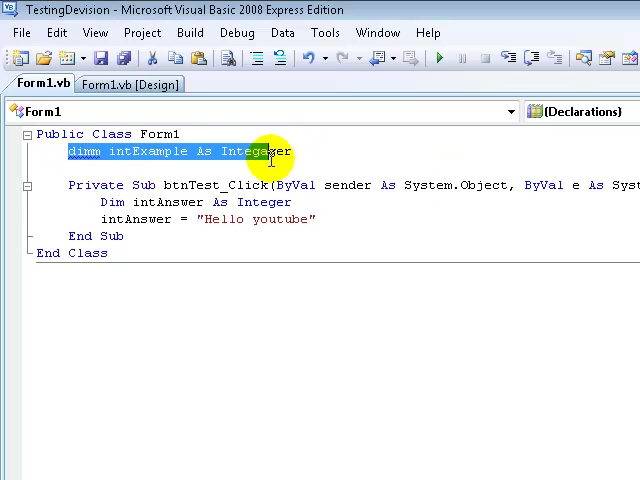 TestingDevision - Microsoft Visual Basic 2008 Express Edition
File Edit View Project Build Debug Data Tools Window Help
Form1.vb Form1.vb [Design]
Form1 (Declarations)
Public Class Form1
dimm intExample As Integager
Private Sub btnTest_Click(ByVal sender As System.Object, ByVal e As Syst
Dim intAnswer As Integer
intAnswer = "Hello youtube"
End Sub
End Class